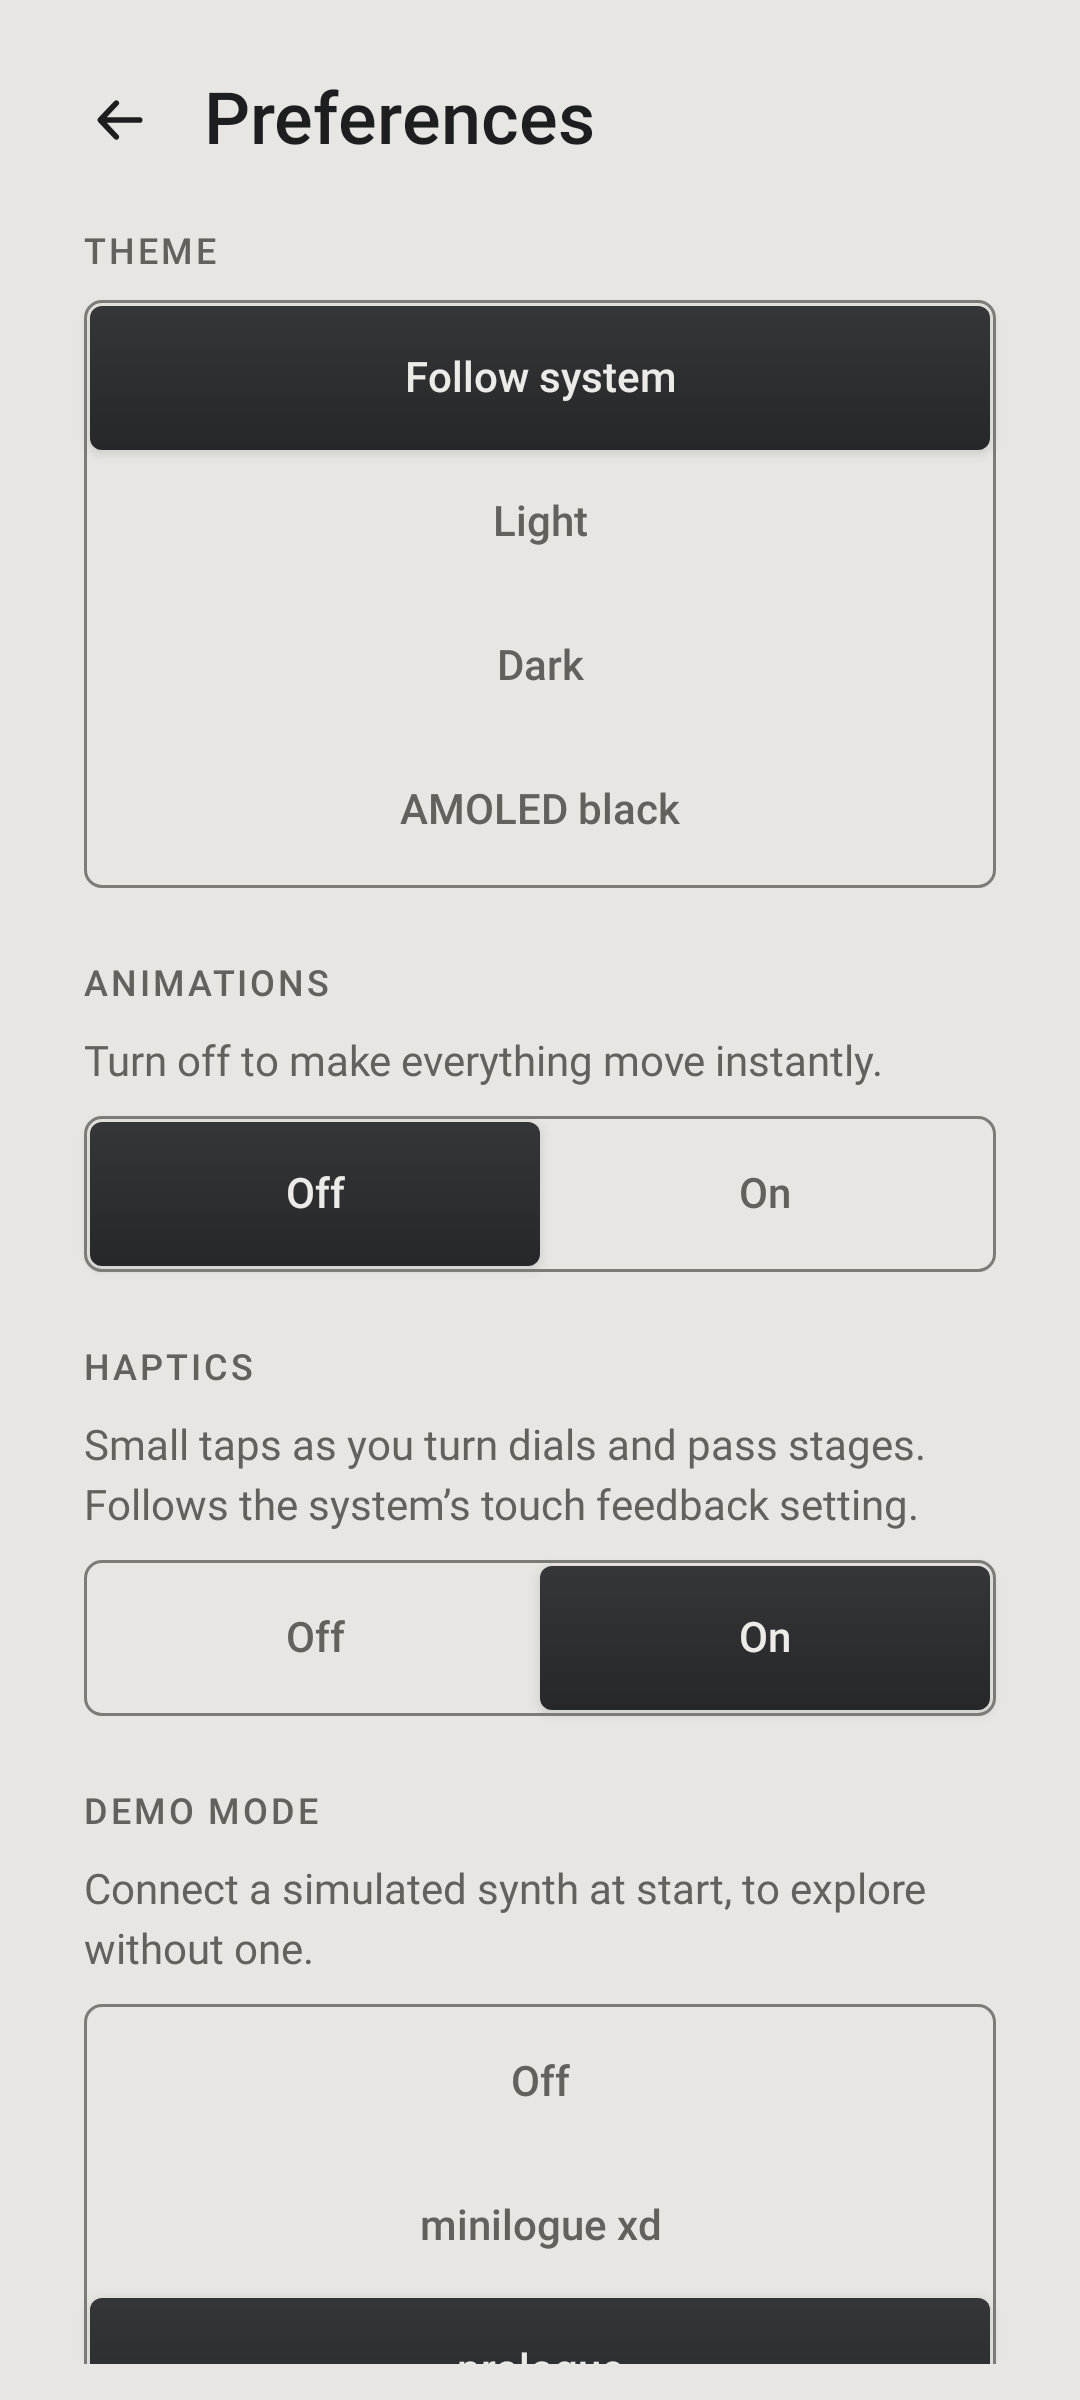 Preferences
THEME
Follow system
Light
Dark
AMOLED black
ANIMATIONS
Turn off to make everything move instantly.
Off
On
HAPTICS
Small taps as you turn dials and pass stages.
Follows the system’s touch feedback setting.
Off
On
DEMO MODE
Connect a simulated synth at start, to explore
without one.
Off
minilogue xd